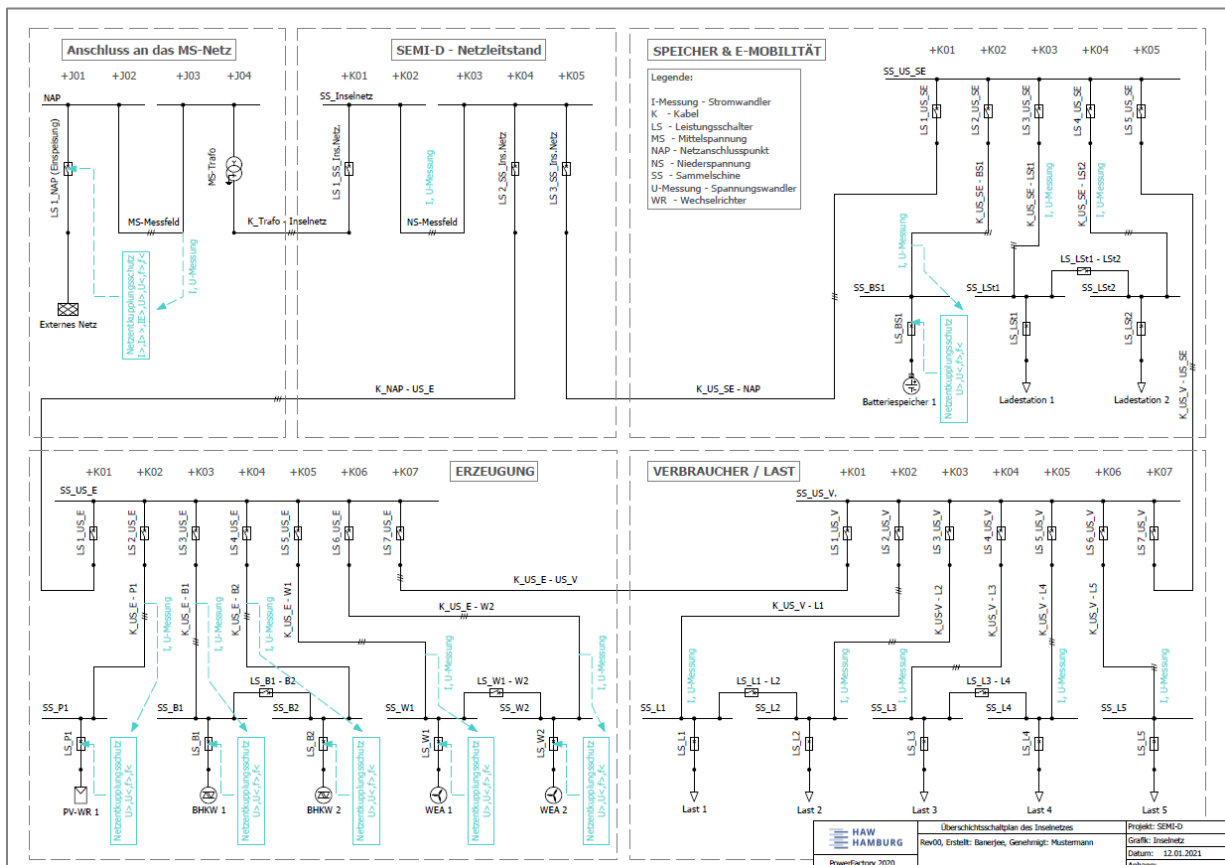 Anschluss an das MS-Netz
+J01
+J02
+J03
+J04
NAP
LS 1_NAP (Einspeisung)
I, U-Messung
MS-Trafo
MS-Messfeld
K_Trafo - Inselnetz
I, U-Messung
Externes Netz
Netzentkupplungsschutz
I>,I>>,IE>,U>,U<,f>,f<
SEMI-D - Netzleitstand
+K01
+K02
+K03
+K04
+K05
SS_Inselnetz
LS 1_SS_Ins.Netz.
I, U-Messung
LS 2_SS_Ins.Netz
LS 3_SS_Ins.Netz
NS-Messfeld
K_NAP - US_E
K_US_SE - NAP
SPEICHER & E-MOBILITÄT
+K01
+K02
+K03
+K04
+K05
Legende:
I-Messung - Stromwandler
K - Kabel
LS - Leistungsschalter
MS - Mittelspannung
NAP - Netzanschlusspunkt
NS - Niederspannung
SS - Sammelschine
U-Messung - Spannungswandler
WR - Wechselrichter
SS_US_SE
LS 1_US_SE
LS 2_US_SE
LS 3_US_SE
LS 4_US_SE
LS 5_US_SE
K_US_SE - BS1
K_US_SE - LSt1
I, U-Messung
K_US_SE - LSt2
I, U-Messung
I, U-Messung
LS_LSt1 - LSt2
SS_BS1
SS_LSt1
SS_LSt2
LS_BS1
LS_LSt1
LS_LSt2
Netzentkupplungsschutz
U>,U<,f>,f<
Batteriespeicher 1
Ladestation 1
Ladestation 2
K_US_V - US_SE
+K01
+K02
+K03
+K04
+K05
+K06
+K07
ERZEUGUNG
SS_US_E
LS 1_US_E
LS 2_US_E
LS 3_US_E
LS 4_US_E
LS 5_US_E
LS 6_US_E
LS 7_US_E
K_US_E - US_V
K_US_E - P1
I, U-Messung
K_US_E - B1
I, U-Messung
K_US_E - B2
I, U-Messung
K_US_E - W1
K_US_E - W2
I, U-Messung
I, U-Messung
LS_B1 - B2
LS_W1 - W2
SS_P1
SS_B1
SS_B2
SS_W1
SS_W2
LS_P1
LS_B1
LS_B2
LS_W1
LS_W2
Netzentkupplungsschutz
U>,U<,f>,f<
Netzentkupplungsschutz
U>,U<,f>,f<
Netzentkupplungsschutz
U>,U<,f>,f<
Netzentkupplungsschutz
U>,U<,f>,f<
Netzentkupplungsschutz
U>,U<,f>,f<
PV-WR 1
BHKW 1
BHKW 2
WEA 1
WEA 2
VERBRAUCHER / LAST
+K01
+K02
+K03
+K04
+K05
+K06
+K07
SS_US_V.
LS 1_US_V
LS 2_US_V
LS 3_US_V
LS 4_US_V
LS 5_US_V
LS 6_US_V
LS 7_US_V
K_US_V - L1
K_US-V - L2
K_US_V - L3
K_US_V - L4
K_US_V - L5
I, U-Messung
I, U-Messung
I, U-Messung
I, U-Messung
I, U-Messung
LS_L1 - L2
LS_L3 - L4
SS_L1
SS_L2
SS_L3
SS_L4
SS_L5
LS_L1
LS_L2
LS_L3
LS_L4
LS_L5
Last 1
Last 2
Last 3
Last 4
Last 5
HAW
HAMBURG
PowerFactory 2020
Überschichtsschaltplan des Inselnetzes
Rev00, Erstellt: Banerjee, Genehmigt: Mustermann
Projekt: SEMI-D
Grafik: Inselnetz
Datum: 12.01.2021